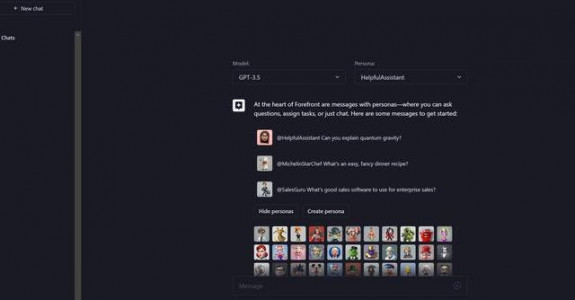 + New chat
Chats
Model:
Persona:
GPT-3.5
HelpfulAssistant
At the heart of Forefront are messages with personas—where you can ask
questions, assign tasks, or just chat. Here are some messages to get started:
@HelpfulAssistant Can you explain quantum gravity?
@MichelinStarChef What's an easy, fancy dinner recipe?
@SalesGuru What's good sales software to use for enterprise sales?
Hide personas
Create persona
Message